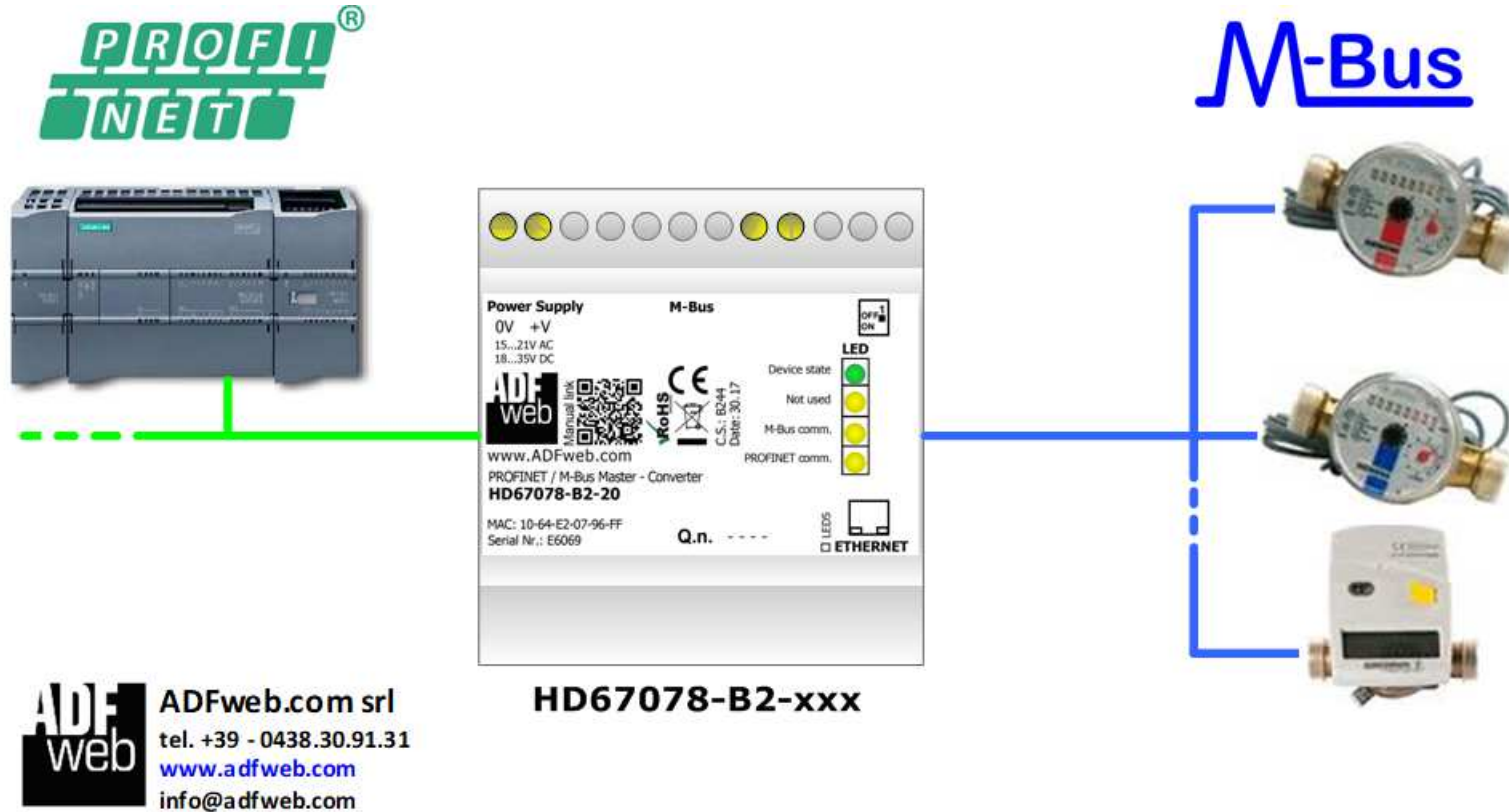 PROFI
NET
®
M-Bus
SIEMENS
Power Supply
0V +V
15...21V AC
18...35V DC
M-Bus
OFF 1
ON
LED
Device state
Not used
M-Bus comm.
PROFINET comm.
ADF
web
Manual link
RoHS
CE
C.S.: B244
Date: 30.17
www.ADFweb.com
PROFINET / M-Bus Master - Converter
HD67078-B2-20
MAC: 10-64-E2-07-96-FF
Serial Nr.: E6069
Q.n. - - - -
LEDS
ETHERNET
HD67078-B2-xxx
ADF
web
ADFweb.com srl
tel. +39 - 0438.30.91.31
www.adfweb.com
info@adfweb.com